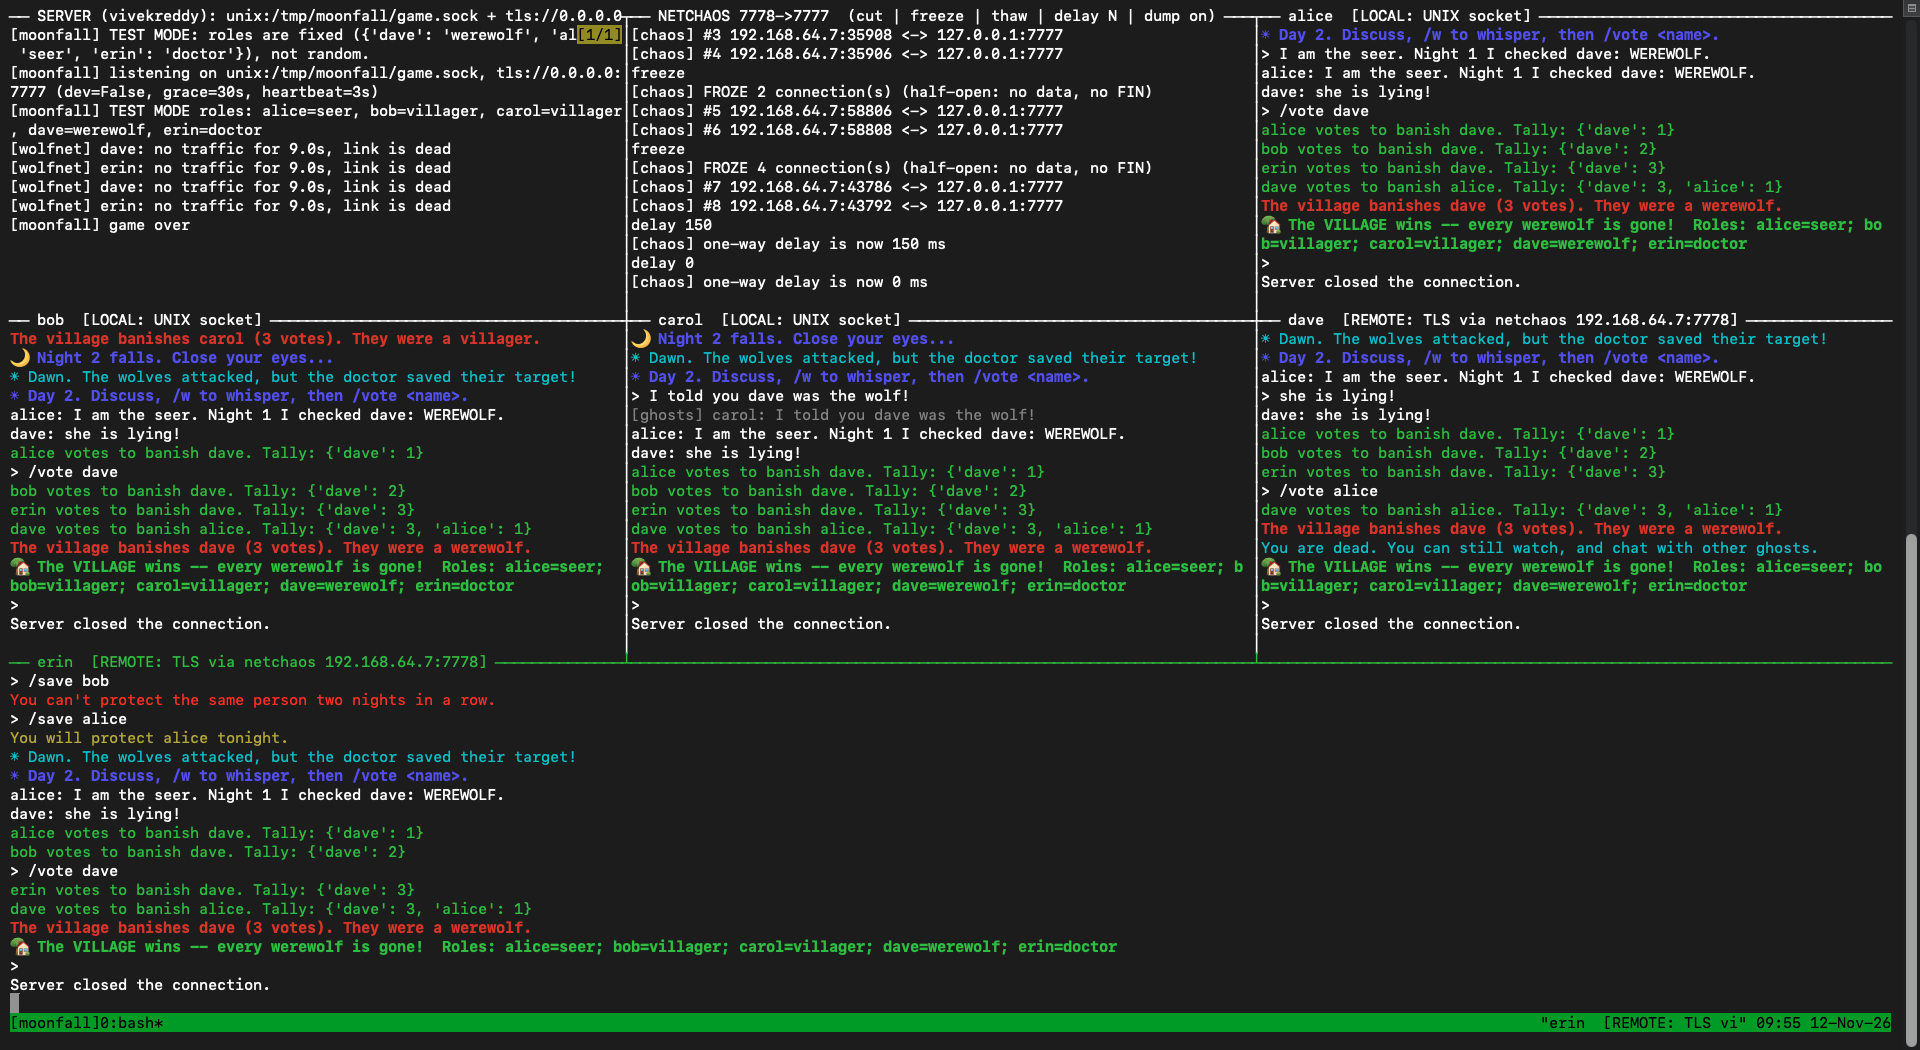 ── SERVER (vivekreddy): unix:/tmp/moonfall/game.sock + tls://0.0.0.0
[moonfall] TEST MODE: roles are fixed ({'dave': 'werewolf', 'al[1/1]
 'seer', 'erin': 'doctor'}), not random.
[moonfall] listening on unix:/tmp/moonfall/game.sock, tls://0.0.0.0:
7777 (dev=False, grace=30s, heartbeat=3s)
[moonfall] TEST MODE roles: alice=seer, bob=villager, carol=villager
, dave=werewolf, erin=doctor
[wolfnet] dave: no traffic for 9.0s, link is dead
[wolfnet] erin: no traffic for 9.0s, link is dead
[wolfnet] dave: no traffic for 9.0s, link is dead
[wolfnet] erin: no traffic for 9.0s, link is dead
[moonfall] game over
── NETCHAOS 7778->7777  (cut | freeze | thaw | delay N | dump on)
[chaos] #3 192.168.64.7:35908 <-> 127.0.0.1:7777
[chaos] #4 192.168.64.7:35906 <-> 127.0.0.1:7777
freeze
[chaos] FROZE 2 connection(s) (half-open: no data, no FIN)
[chaos] #5 192.168.64.7:58806 <-> 127.0.0.1:7777
[chaos] #6 192.168.64.7:58808 <-> 127.0.0.1:7777
freeze
[chaos] FROZE 4 connection(s) (half-open: no data, no FIN)
[chaos] #7 192.168.64.7:43786 <-> 127.0.0.1:7777
[chaos] #8 192.168.64.7:43792 <-> 127.0.0.1:7777
delay 150
[chaos] one-way delay is now 150 ms
delay 0
[chaos] one-way delay is now 0 ms
── alice  [LOCAL: UNIX socket]
☀ Day 2. Discuss, /w to whisper, then /vote <name>.
> I am the seer. Night 1 I checked dave: WEREWOLF.
alice: I am the seer. Night 1 I checked dave: WEREWOLF.
dave: she is lying!
> /vote dave
alice votes to banish dave. Tally: {'dave': 1}
bob votes to banish dave. Tally: {'dave': 2}
erin votes to banish dave. Tally: {'dave': 3}
dave votes to banish alice. Tally: {'dave': 3, 'alice': 1}
The village banishes dave (3 votes). They were a werewolf.
🏡 The VILLAGE wins -- every werewolf is gone!  Roles: alice=seer; bo
b=villager; carol=villager; dave=werewolf; erin=doctor
>
Server closed the connection.
── bob  [LOCAL: UNIX socket]
The village banishes carol (3 votes). They were a villager.
🌙 Night 2 falls. Close your eyes...
☀ Dawn. The wolves attacked, but the doctor saved their target!
☀ Day 2. Discuss, /w to whisper, then /vote <name>.
alice: I am the seer. Night 1 I checked dave: WEREWOLF.
dave: she is lying!
alice votes to banish dave. Tally: {'dave': 1}
> /vote dave
bob votes to banish dave. Tally: {'dave': 2}
erin votes to banish dave. Tally: {'dave': 3}
dave votes to banish alice. Tally: {'dave': 3, 'alice': 1}
The village banishes dave (3 votes). They were a werewolf.
🏡 The VILLAGE wins -- every werewolf is gone!  Roles: alice=seer;
bob=villager; carol=villager; dave=werewolf; erin=doctor
>
Server closed the connection.
── carol  [LOCAL: UNIX socket]
🌙 Night 2 falls. Close your eyes...
☀ Dawn. The wolves attacked, but the doctor saved their target!
☀ Day 2. Discuss, /w to whisper, then /vote <name>.
> I told you dave was the wolf!
[ghosts] carol: I told you dave was the wolf!
alice: I am the seer. Night 1 I checked dave: WEREWOLF.
dave: she is lying!
alice votes to banish dave. Tally: {'dave': 1}
bob votes to banish dave. Tally: {'dave': 2}
erin votes to banish dave. Tally: {'dave': 3}
dave votes to banish alice. Tally: {'dave': 3, 'alice': 1}
The village banishes dave (3 votes). They were a werewolf.
🏡 The VILLAGE wins -- every werewolf is gone!  Roles: alice=seer; b
ob=villager; carol=villager; dave=werewolf; erin=doctor
>
Server closed the connection.
── dave  [REMOTE: TLS via netchaos 192.168.64.7:7778]
☀ Dawn. The wolves attacked, but the doctor saved their target!
☀ Day 2. Discuss, /w to whisper, then /vote <name>.
alice: I am the seer. Night 1 I checked dave: WEREWOLF.
> she is lying!
dave: she is lying!
alice votes to banish dave. Tally: {'dave': 1}
bob votes to banish dave. Tally: {'dave': 2}
erin votes to banish dave. Tally: {'dave': 3}
> /vote alice
dave votes to banish alice. Tally: {'dave': 3, 'alice': 1}
The village banishes dave (3 votes). They were a werewolf.
You are dead. You can still watch, and chat with other ghosts.
🏡 The VILLAGE wins -- every werewolf is gone!  Roles: alice=seer; bo
b=villager; carol=villager; dave=werewolf; erin=doctor
>
Server closed the connection.
── erin  [REMOTE: TLS via netchaos 192.168.64.7:7778]
> /save bob
You can't protect the same person two nights in a row.
> /save alice
You will protect alice tonight.
☀ Dawn. The wolves attacked, but the doctor saved their target!
☀ Day 2. Discuss, /w to whisper, then /vote <name>.
alice: I am the seer. Night 1 I checked dave: WEREWOLF.
dave: she is lying!
alice votes to banish dave. Tally: {'dave': 1}
bob votes to banish dave. Tally: {'dave': 2}
> /vote dave
erin votes to banish dave. Tally: {'dave': 3}
dave votes to banish alice. Tally: {'dave': 3, 'alice': 1}
The village banishes dave (3 votes). They were a werewolf.
🏡 The VILLAGE wins -- every werewolf is gone!  Roles: alice=seer; bob=villager; carol=villager; dave=werewolf; erin=doctor
>
Server closed the connection.
[moonfall]0:bash*
"erin  [REMOTE: TLS vi" 09:55 12-Nov-26